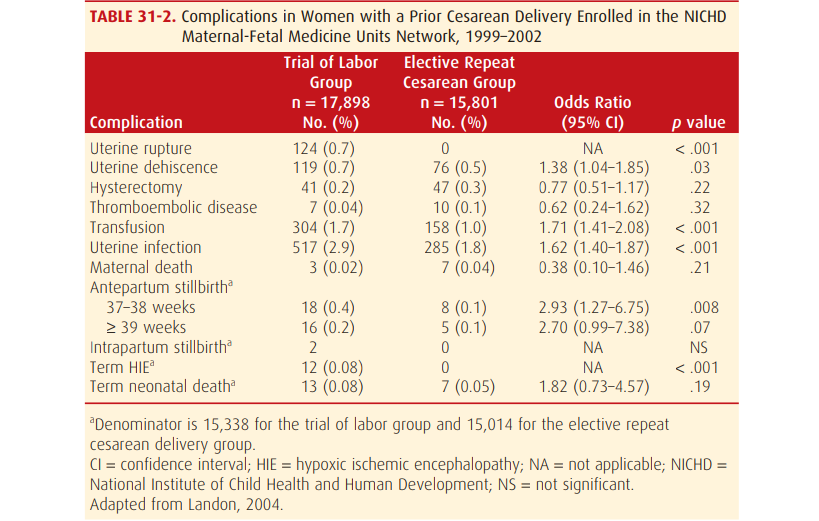 TABLE 31-2. Complications in Women with a Prior Cesarean Delivery Enrolled in the NICHD
Maternal-Fetal Medicine Units Network, 1999–2002
Trial of Labor Elective Repeat
Group Cesarean Group
n = 17,898 n = 15,801 Odds Ratio
Complication No. (%) No. (%) (95% CI) p value
Uterine rupture 124 (0.7) 0 NA < .001
Uterine dehiscence 119 (0.7) 76 (0.5) 1.38 (1.04–1.85) .03
Hysterectomy 41 (0.2) 47 (0.3) 0.77 (0.51–1.17) .22
Thromboembolic disease 7 (0.04) 10 (0.1) 0.62 (0.24–1.62) .32
Transfusion 304 (1.7) 158 (1.0) 1.71 (1.41–2.08) < .001
Uterine infection 517 (2.9) 285 (1.8) 1.62 (1.40–1.87) < .001
Maternal death 3 (0.02) 7 (0.04) 0.38 (0.10–1.46) .21
Antepartum stillbirthᵃ
37–38 weeks 18 (0.4) 8 (0.1) 2.93 (1.27–6.75) .008
≥ 39 weeks 16 (0.2) 5 (0.1) 2.70 (0.99–7.38) .07
Intrapartum stillbirthᵃ 2 0 NA NS
Term HIEᵃ 12 (0.08) 0 NA < .001
Term neonatal deathᵃ 13 (0.08) 7 (0.05) 1.82 (0.73–4.57) .19
ᵃDenominator is 15,338 for the trial of labor group and 15,014 for the elective repeat
cesarean delivery group.
CI = confidence interval; HIE = hypoxic ischemic encephalopathy; NA = not applicable; NICHD =
National Institute of Child Health and Human Development; NS = not significant.
Adapted from Landon, 2004.